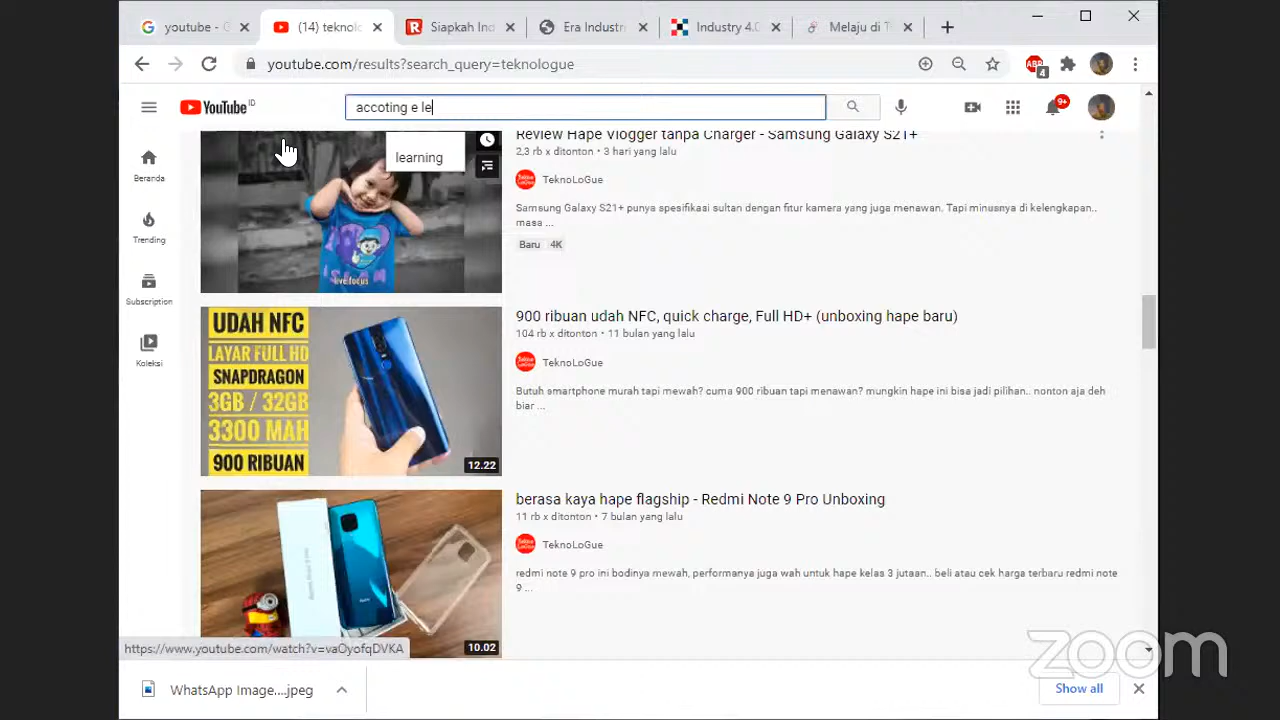 youtube - G
(14) teknolo
Siapkah Ind
Era Industri
Industry 4.0
Melaju di T
youtube.com/results?search_query=teknologue
ABP
4
YouTube ID
accoting e le
9+
learning
Beranda
Trending
Subscription
Koleksi
Review Hape Vlogger tanpa Charger - Samsung Galaxy S21+
2,3 rb x ditonton • 3 hari yang lalu
TeknoLoGue
Samsung Galaxy S21+ punya spesifikasi sultan dengan fitur kamera yang juga menawan. Tapi minusnya di kelengkapan..
masa ...
Baru 4K
live focus
UDAH NFC
LAYAR FULL HD
SNAPDRAGON
3GB / 32GB
3300 MAH
900 RIBUAN
12.22
900 ribuan udah NFC, quick charge, Full HD+ (unboxing hape baru)
104 rb x ditonton • 11 bulan yang lalu
TeknoLoGue
Butuh smartphone murah tapi mewah? cuma 900 ribuan tapi menawan? mungkin hape ini bisa jadi pilihan.. nonton aja deh
biar ...
10.02
berasa kaya hape flagship - Redmi Note 9 Pro Unboxing
11 rb x ditonton • 7 bulan yang lalu
TeknoLoGue
redmi note 9 pro ini bodinya mewah, performanya juga wah untuk hape kelas 3 jutaan.. beli atau cek harga terbaru redmi note
9 ...
https://www.youtube.com/watch?v=vaOyofqDVKA
zoom
WhatsApp Image....jpeg
Show all